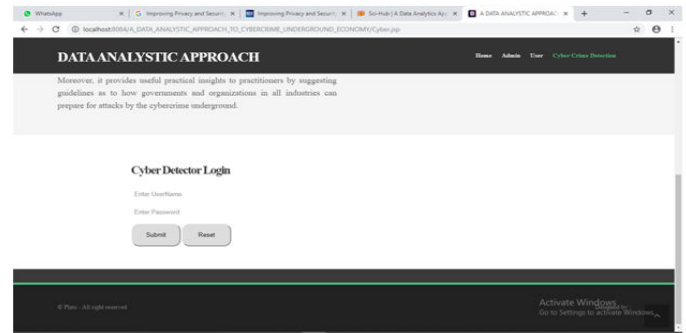 WhatsApp
Improving Privacy and Securit
Improving Privacy and Securit
Sci-Hub | A Data Analytics App
A DATA ANALYSTIC APPROAC
localhost:8084/A_DATA_ANALYSTIC_APPROACH_TO_CYBERCRIME_UNDERGROUND_ECONOMY/Cyber.jsp
DATA ANALYSTIC APPROACH
Home Admin User Cyber Crime Detection
Moreover, it provides useful practical insights to practitioners by suggesting
guidelines as to how governments and organizations in all industries can
prepare for attacks by the cybercrime underground.
Cyber Detector Login
Enter UserName
Enter Password
Submit Reset
All right reserved
Activate Windows
Go to Settings to activate Windows.